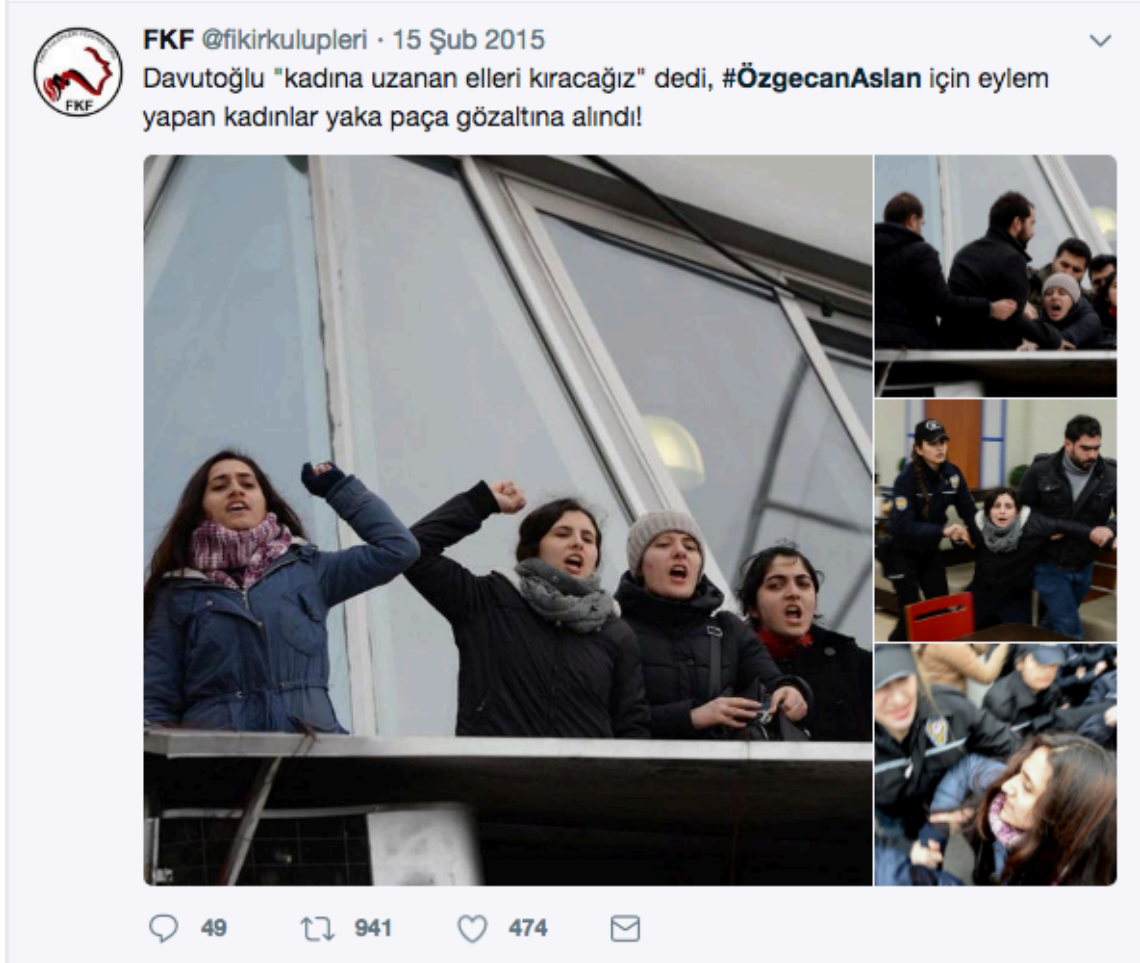 FKF @fikirkulupleri · 15 Şub 2015
Davutoğlu "kadına uzanan elleri kıracağız" dedi, #ÖzgecanAslan için eylem
yapan kadınlar yaka paça gözaltına alındı!
FKF
49 941 474